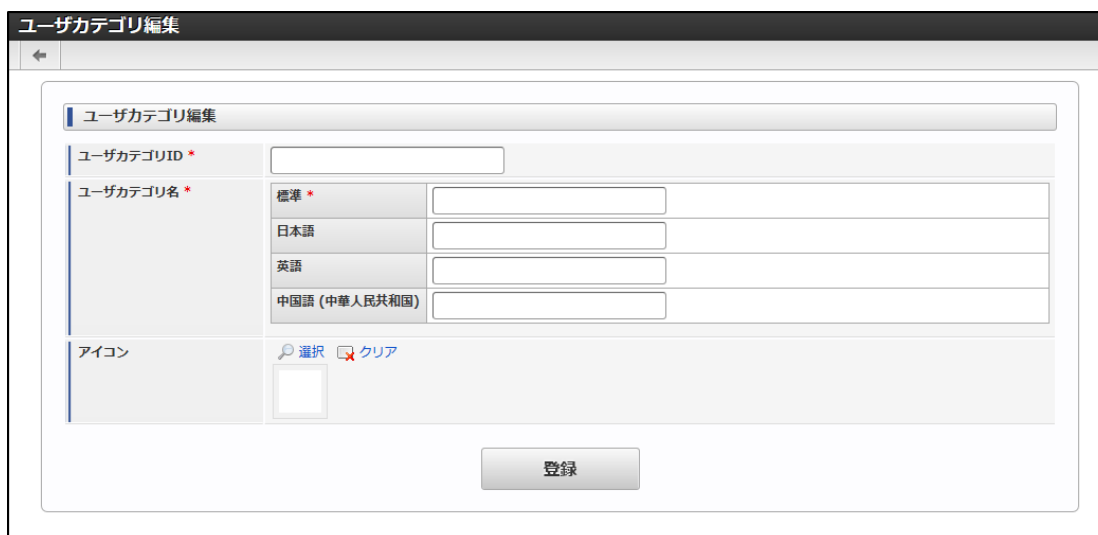 ユーザカテゴリ編集
ユーザカテゴリ編集
ユーザカテゴリID *
ユーザカテゴリ名 *
標準 *
日本語
英語
中国語 (中華人民共和国)
アイコン
選択 クリア
登録